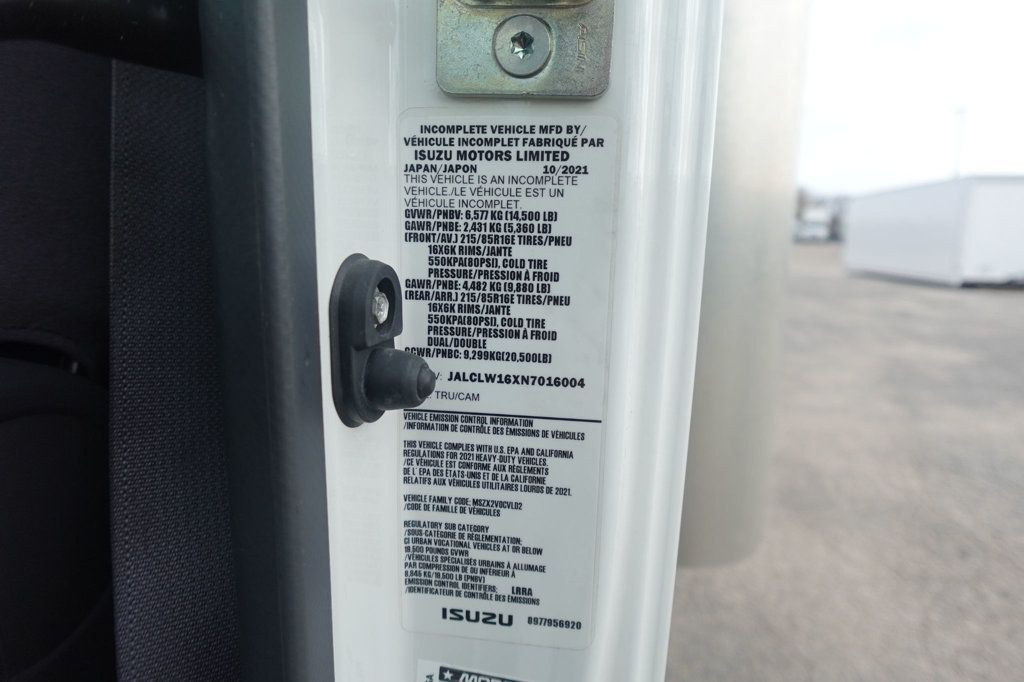 INCOMPLETE VEHICLE MFD BY/
VÉHICULE INCOMPLET FABRIQUÉ PAR
ISUZU MOTORS LIMITED
JAPAN/JAPON 10/2021
THIS VEHICLE IS AN INCOMPLETE
VEHICLE./LE VÉHICULE EST UN
VÉHICULE INCOMPLET.
GVWR/PNBV: 6,577 KG (14,500 LB)
GAWR/PNBE: 2,431 KG (5,360 LB)
(FRONT/AV.) 215/85R16E TIRES/PNEU
16X6K RIMS/JANTE
550KPA(80PSI), COLD TIRE
PRESSURE/PRESSION À FROID
GAWR/PNBE: 4,482 KG (9,880 LB)
(REAR/ARR.) 215/85R16E TIRES/PNEU
16X6K RIMS/JANTE
550KPA(80PSI), COLD TIRE
PRESSURE/PRESSION À FROID
DUAL/DOUBLE
GCWR/PNBC: 9,299KG(20,500LB)
JALCLW16XN7016004
TRU/CAM
VEHICLE EMISSION CONTROL INFORMATION
/INFORMATION DE CONTRÔLE DES ÉMISSIONS DE VÉHICULES
THIS VEHICLE COMPLIES WITH U.S. EPA AND CALIFORNIA
REGULATIONS FOR 2021 HEAVY-DUTY VEHICLES.
/CE VÉHICULE EST CONFORME AUX RÈGLEMENTS
DE L' EPA DES ÉTATS-UNIS ET DE LA CALIFORNIE
RELATIFS AUX VÉHICULES UTILITAIRES LOURDS DE 2021.
VEHICLE FAMILY CODE: MSZX2VOCVLD2
/CODE DE FAMILLE DE VÉHICULES
REGULATORY SUB CATEGORY
/SOUS-CATÉGORIE DE RÉGLEMENTATION:
CI URBAN VOCATIONAL VEHICLES AT OR BELOW
19,500 POUNDS GVWR
/VÉHICULES SPÉCIALISÉS URBAINS À ALLUMAGE
PAR COMPRESSION DE OU INFÉRIEUR À
8,845 KG/19,500 LB (PNBV)
EMISSION CONTROL IDENTIFIERS: LRRA
/IDENTIFICATEUR DE CONTRÔLE DES ÉMISSIONS
ISUZU 8977956920